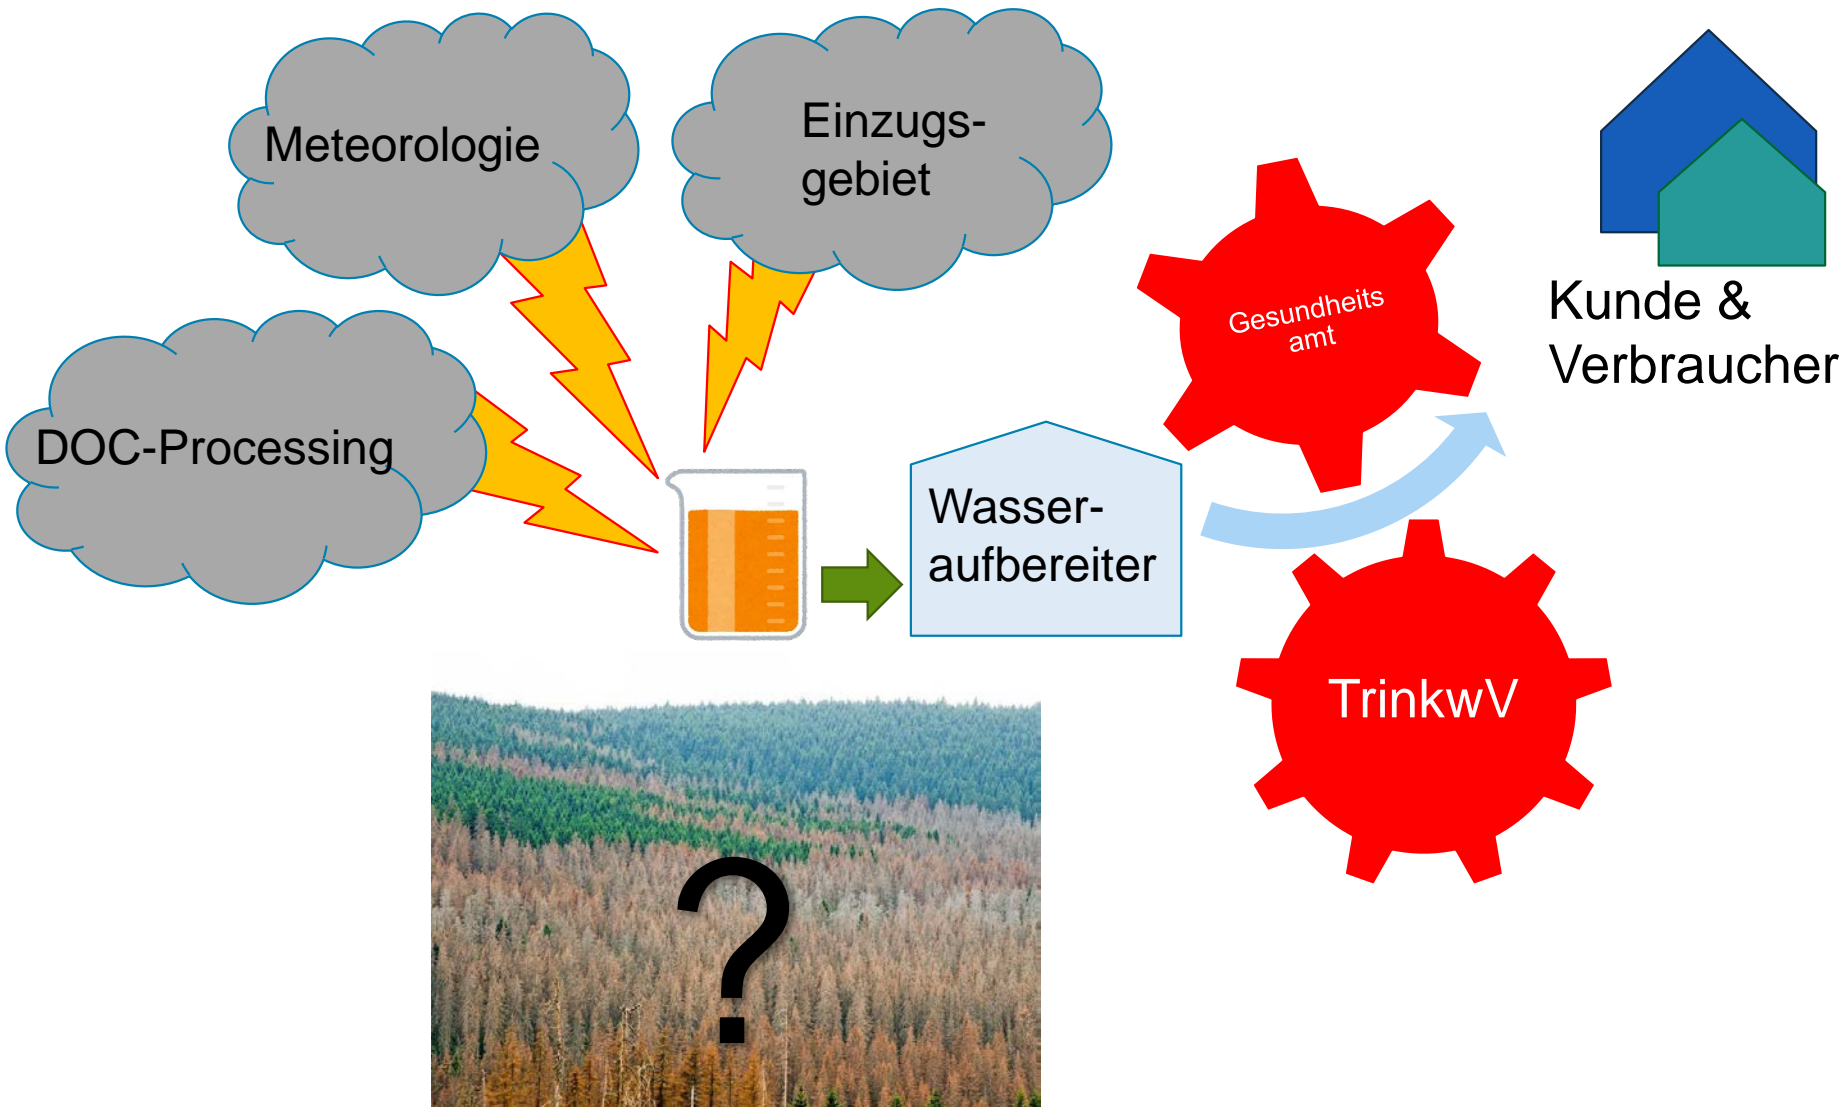 Meteorologie
Einzugs-
gebiet
DOC-Processing
Wasser-
aufbereiter
Gesundheits
amt
Kunde &
Verbraucher
TrinkwV
?